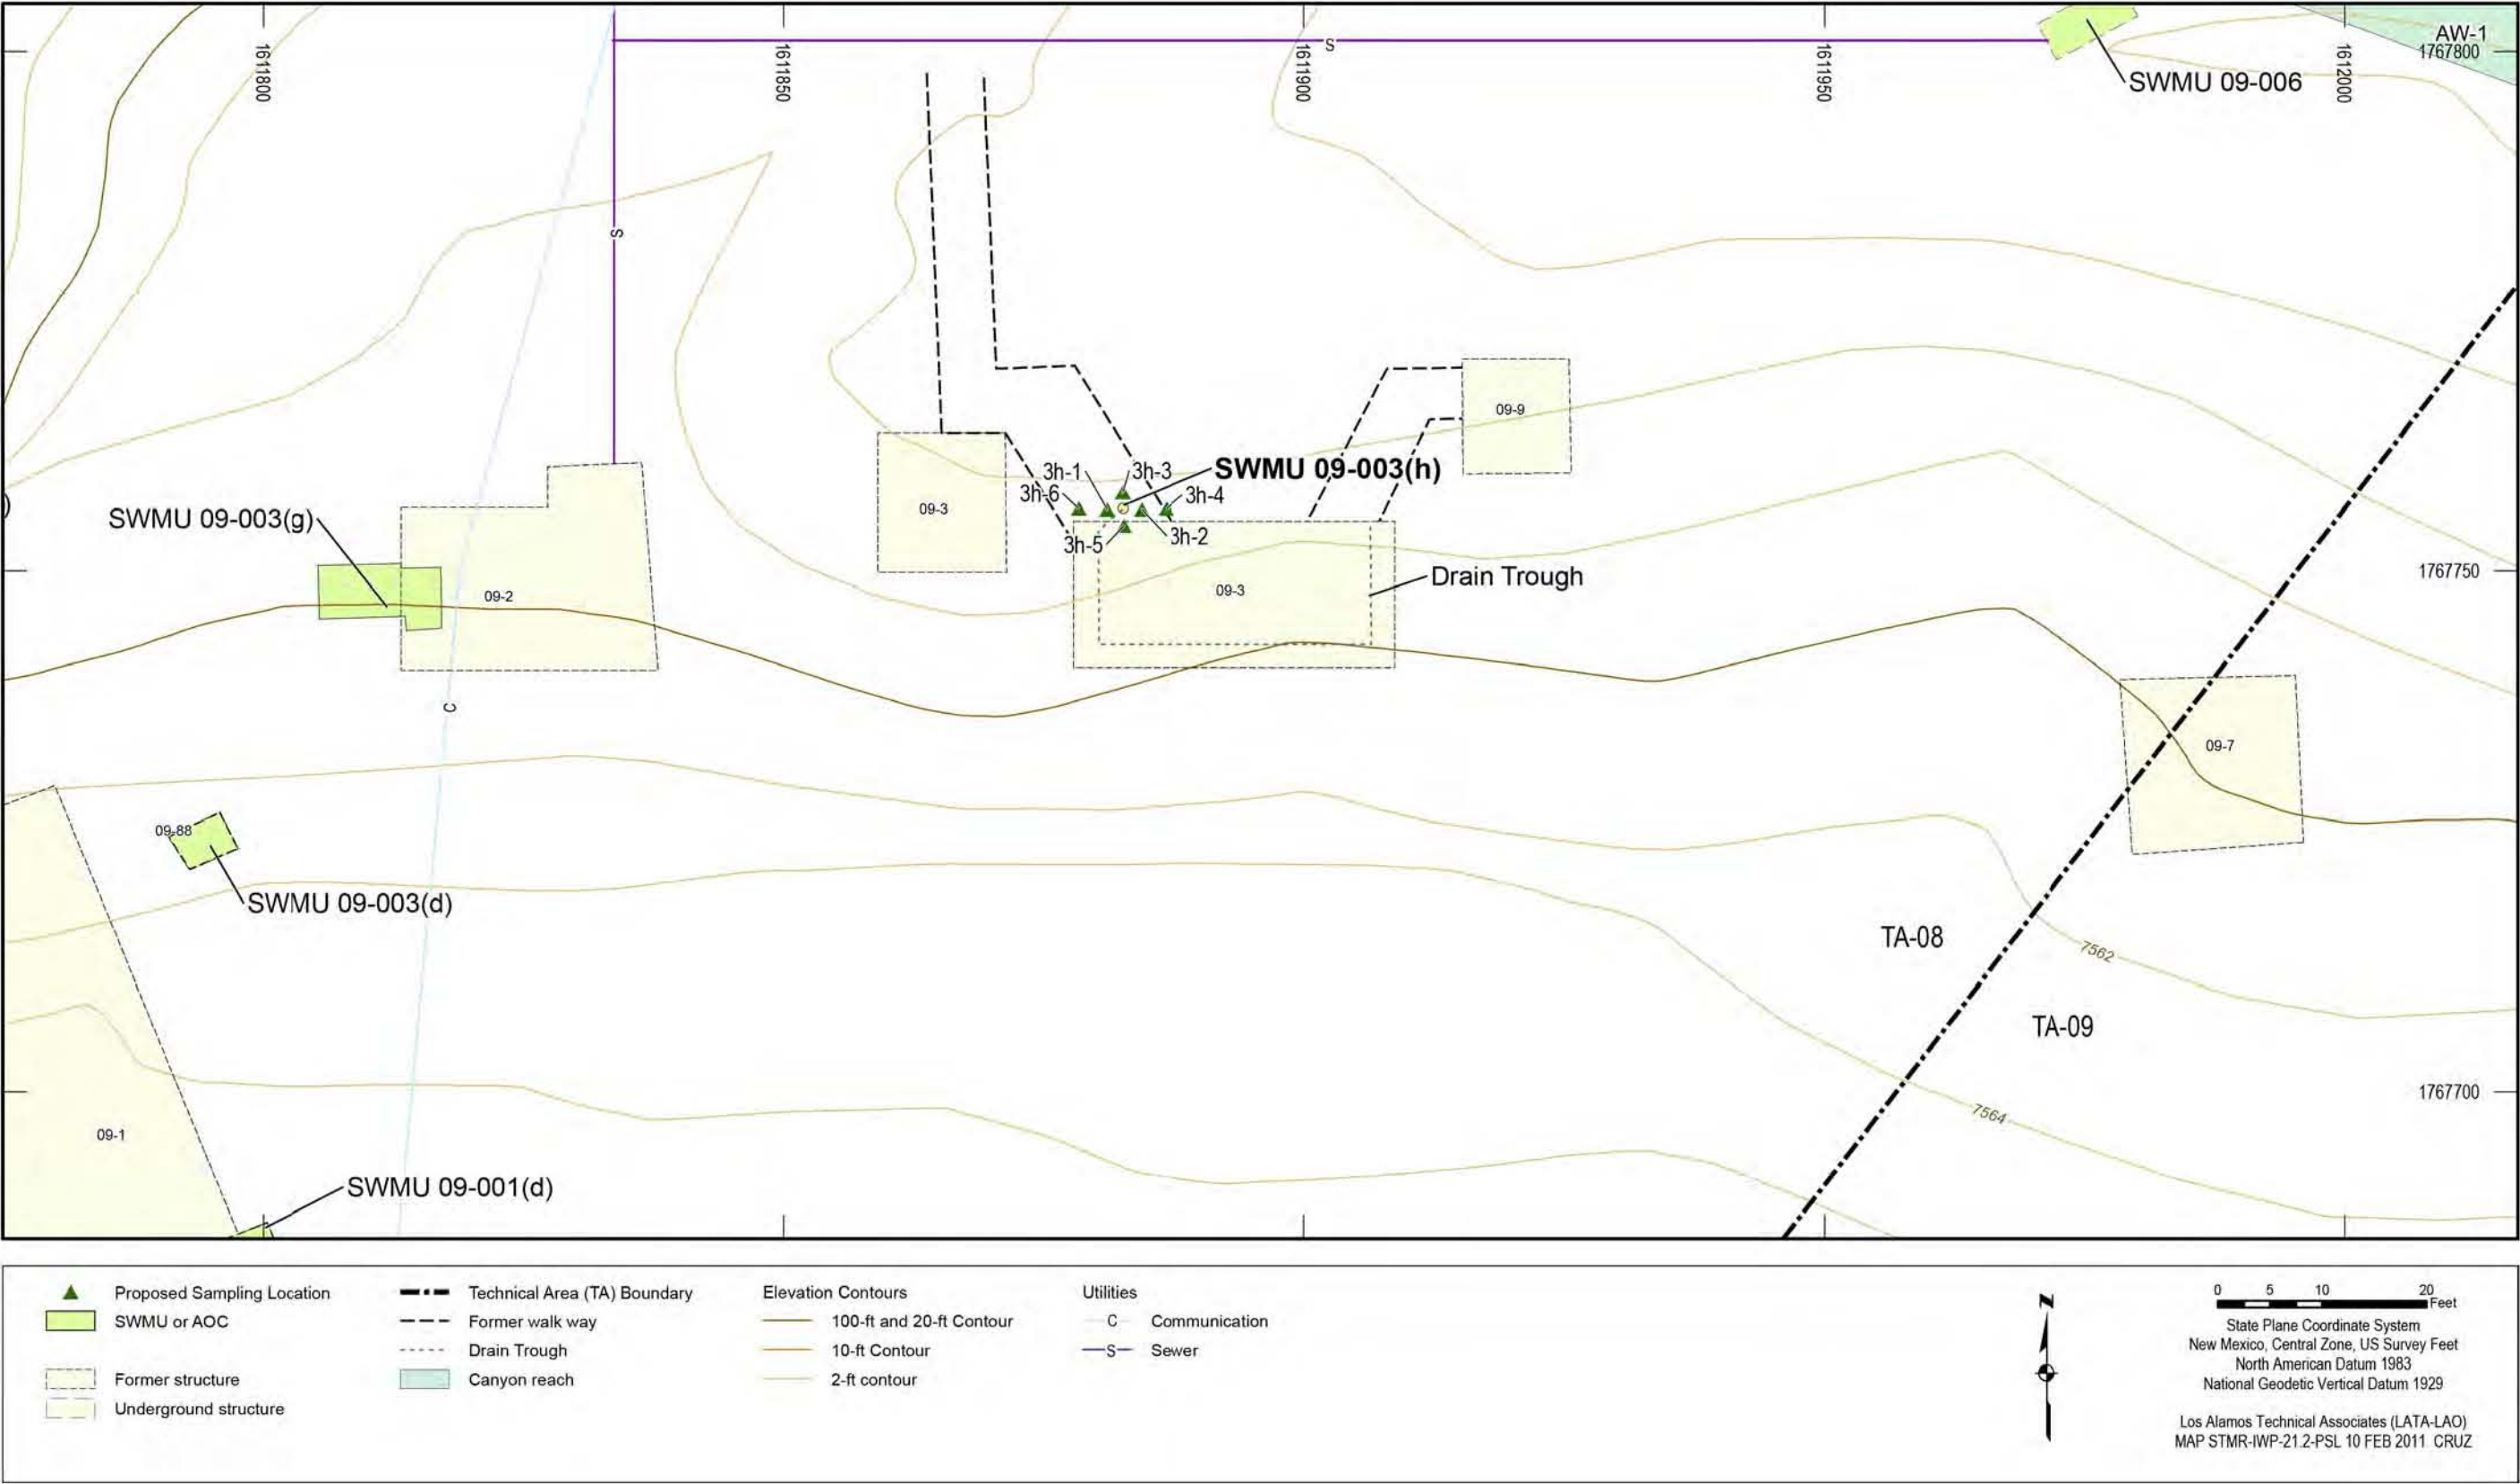 1611800
1611850
S
1611900
1611950
1612000
AW-1
1767800
SWMU 09-006
S
09-9
3h-1
3h-3
SWMU 09-003(h)
3h-6
3h-4
)
09-3
SWMU 09-003(g)
3h-5
3h-2
1767750
Drain Trough
09-3
09-2
C
09-7
09-88
SWMU 09-003(d)
TA-08
7562
TA-09
1767700
7564
09-1
SWMU 09-001(d)
Proposed Sampling Location
SWMU or AOC
Former structure
Underground structure
Technical Area (TA) Boundary
Former walk way
Drain Trough
Canyon reach
Elevation Contours
100-ft and 20-ft Contour
10-ft Contour
2-ft contour
Utilities
C Communication
S Sewer
N
0 5 10 20
Feet
State Plane Coordinate System
New Mexico, Central Zone, US Survey Feet
North American Datum 1983
National Geodetic Vertical Datum 1929
Los Alamos Technical Associates (LATA-LAO)
MAP STMR-IWP-21.2-PSL 10 FEB 2011 CRUZ